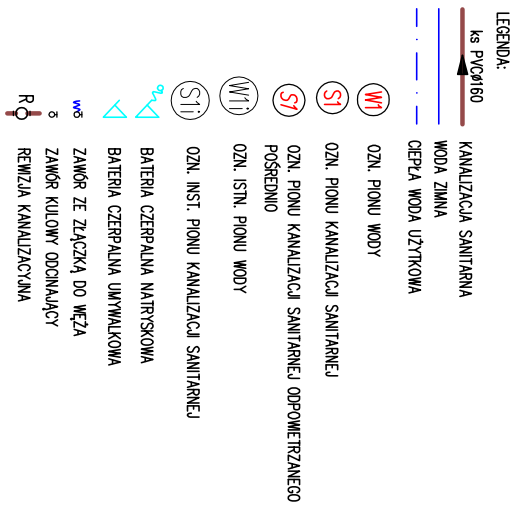 LEGENDA:
ks PVCø160
KANALIZACJA SANITARNA
WODA ZIMNA
CIEPŁA WODA UŻYTKOWA
W1 OZN. PIONU WODY
S1 OZN. PIONU KANALIZACJI SANITARNEJ
S7 OZN. PIONU KANALIZACJI SANITARNEJ ODPOWIETRZANEGO
POŚREDNIO
W1i OZN. ISTN. PIONU WODY
S1i OZN. INST. PIONU KANALIZACJI SANITARNEJ
BATERIA CZERPALNA NATRYSKOWA
BATERIA CZERPALNA UMYWALKOWA
ZAWÓR ZE ZŁĄCZKĄ DO WĘŻA
ZAWÓR KULOWY ODCINAJĄCY
R REWIZJA KANALIZACYJNA